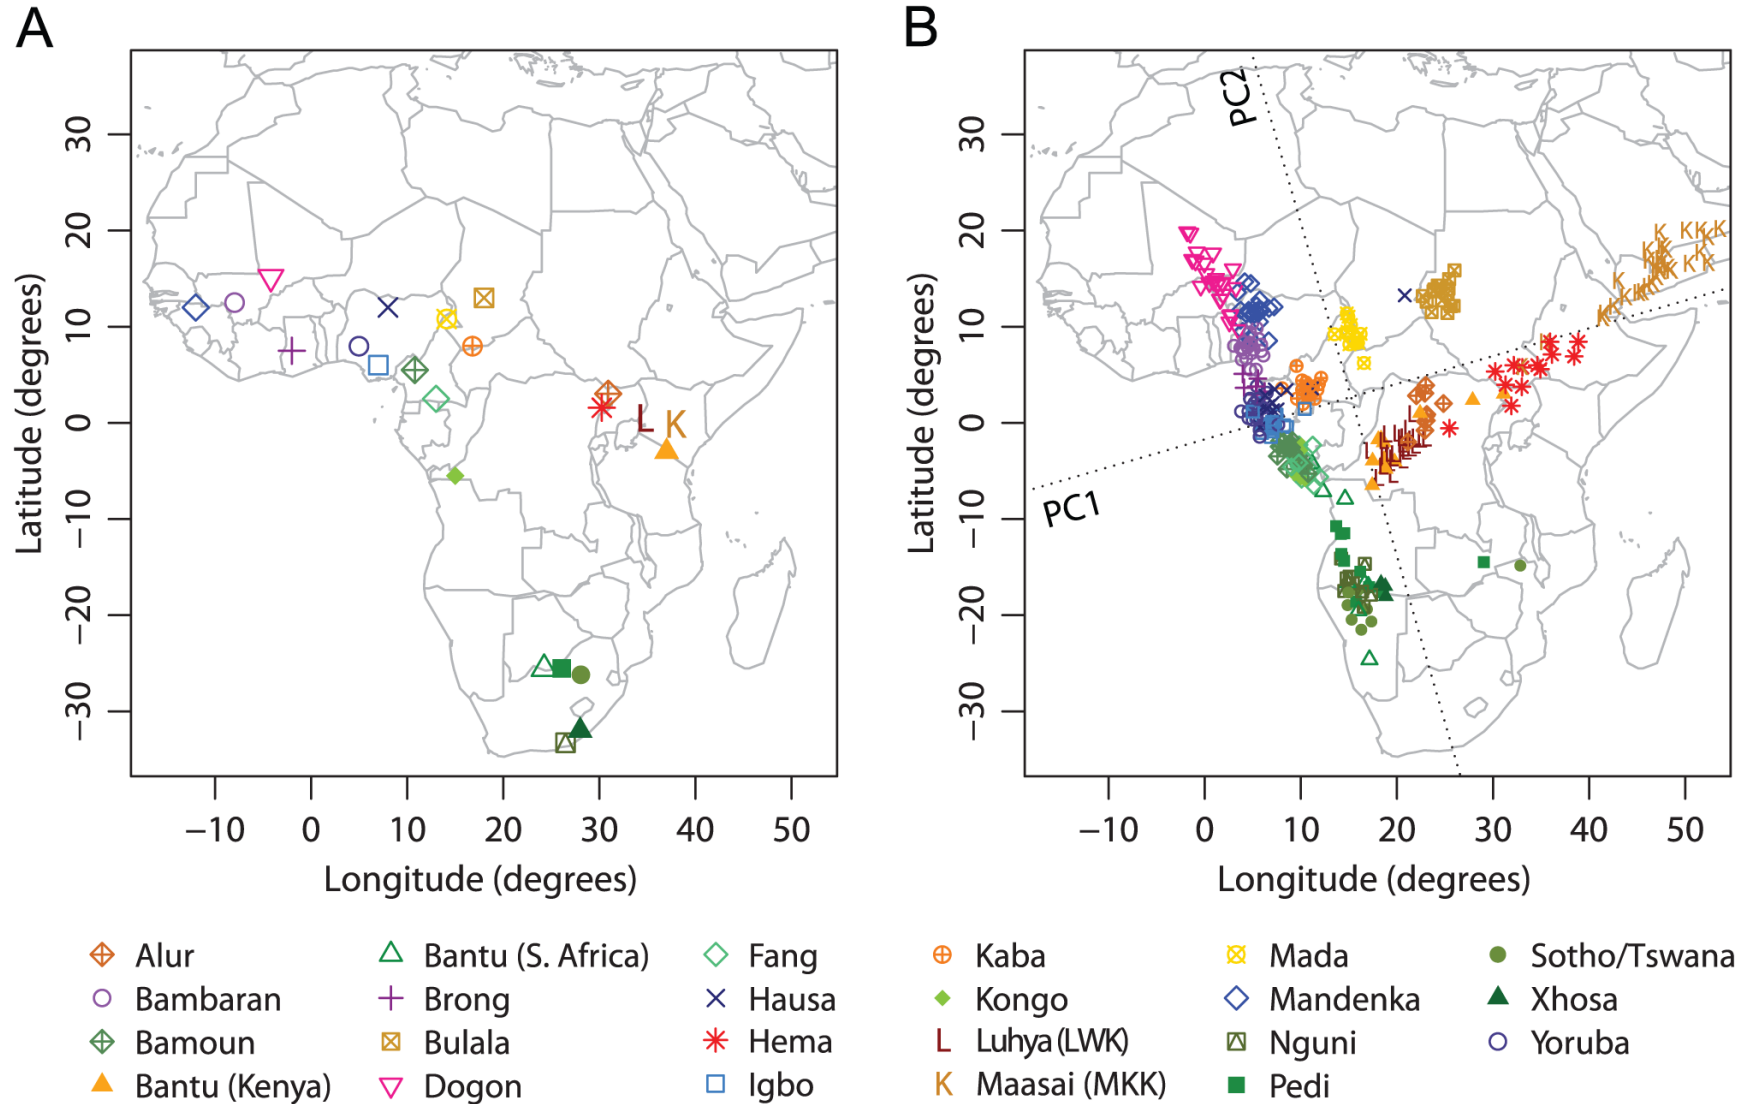 A
B
30
20
10
0
−10
−20
−30
Latitude (degrees)
L
K
−10
0
10
20
30
40
50
Longitude (degrees)
30
20
10
0
−10
−20
−30
Latitude (degrees)
PC2
PC1
−10
0
10
20
30
40
50
Longitude (degrees)
Alur
Bantu (S. Africa)
Fang
Kaba
Mada
Sotho/Tswana
Bambaran
Brong
Hausa
Kongo
Mandenka
Xhosa
Bamoun
Bulala
Hema
L Luhya (LWK)
Nguni
Yoruba
Bantu (Kenya)
Dogon
Igbo
K Maasai (MKK)
Pedi